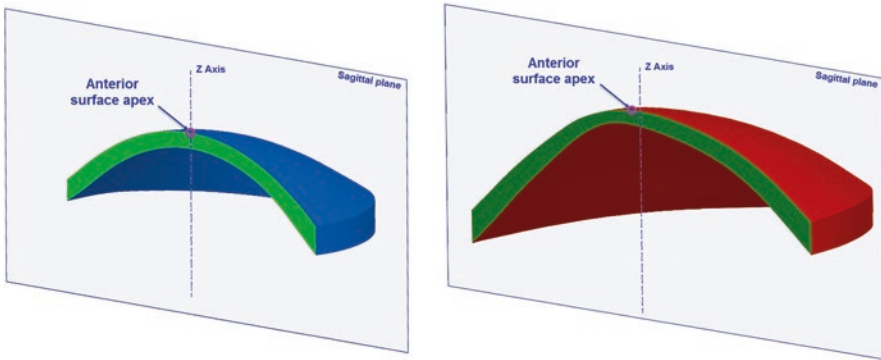 Z Axis
Sagittal plane
Anterior
surface apex
Z Axis
Sagittal plane
Anterior
surface apex